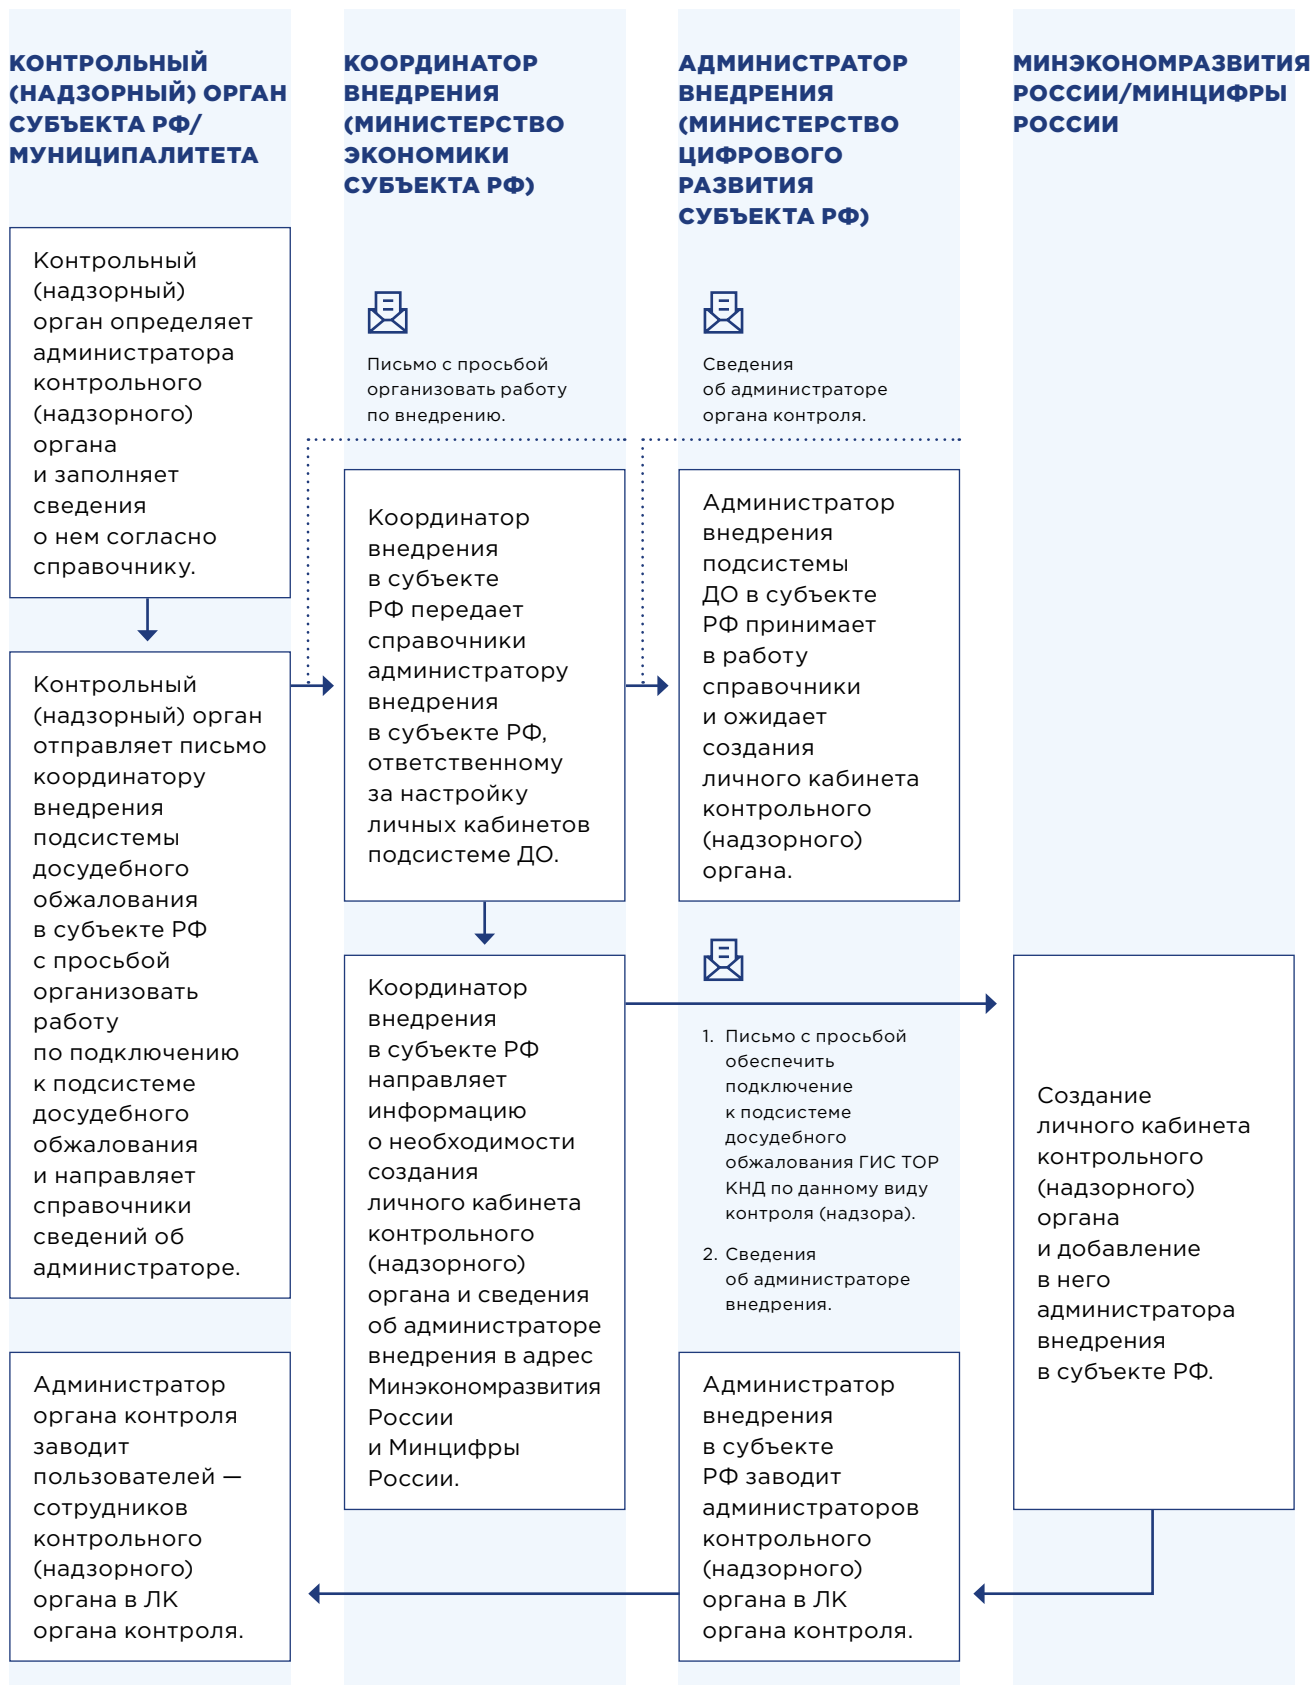 КОНТРОЛЬНЫЙ
(НАДЗОРНЫЙ) ОРГАН
СУБЪЕКТА РФ/
МУНИЦИПАЛИТЕТА
КООРДИНАТОР
ВНЕДРЕНИЯ
(МИНИСТЕРСТВО
ЭКОНОМИКИ
СУБЪЕКТА РФ)
АДМИНИСТРАТОР
ВНЕДРЕНИЯ
(МИНИСТЕРСТВО
ЦИФРОВОГО
РАЗВИТИЯ
СУБЪЕКТА РФ)
МИНЭКОНОМРАЗВИТИЯ
РОССИИ/МИНЦИФРЫ
РОССИИ
Контрольный
(надзорный)
орган определяет
администратора
контрольного
(надзорного)
органа
и заполняет
сведения
о нем согласно
справочнику.
Письмо с просьбой
организовать работу
по внедрению.
Сведения
об администраторе
органа контроля.
Контрольный
(надзорный) орган
отправляет письмо
координатору
внедрения
подсистемы
досудебного
обжалования
в субъекте РФ
с просьбой
организовать
работу
по подключению
к подсистеме
досудебного
обжалования
и направляет
справочники
сведений об
администраторе.
Координатор
внедрения
в субъекте
РФ передает
справочники
администратору
внедрения
в субъекте РФ,
ответственному
за настройку
личных кабинетов
подсистеме ДО.
Администратор
внедрения
подсистемы
ДО в субъекте
РФ принимает
в работу
справочники
и ожидает
создания
личного кабинета
контрольного
(надзорного)
органа.
Координатор
внедрения
в субъекте РФ
направляет
информацию
о необходимости
создания
личного кабинета
контрольного
(надзорного)
органа и сведения
об администраторе
внедрения в адрес
Минэкономразвития
России
и Минцифры
России.
1. Письмо с просьбой
обеспечить
подключение
к подсистеме
досудебного
обжалования ГИС ТОР
КНД по данному виду
контроля (надзора).
2. Сведения
об администраторе
внедрения.
Создание
личного кабинета
контрольного
(надзорного)
органа
и добавление
в него
администратора
внедрения
в субъекте РФ.
Администратор
внедрения
в субъекте
РФ заводит
администраторов
контрольного
(надзорного)
органа в ЛК
органа контроля.
Администратор
органа контроля
заводит
пользователей —
сотрудников
контрольного
(надзорного)
органа в ЛК
органа контроля.